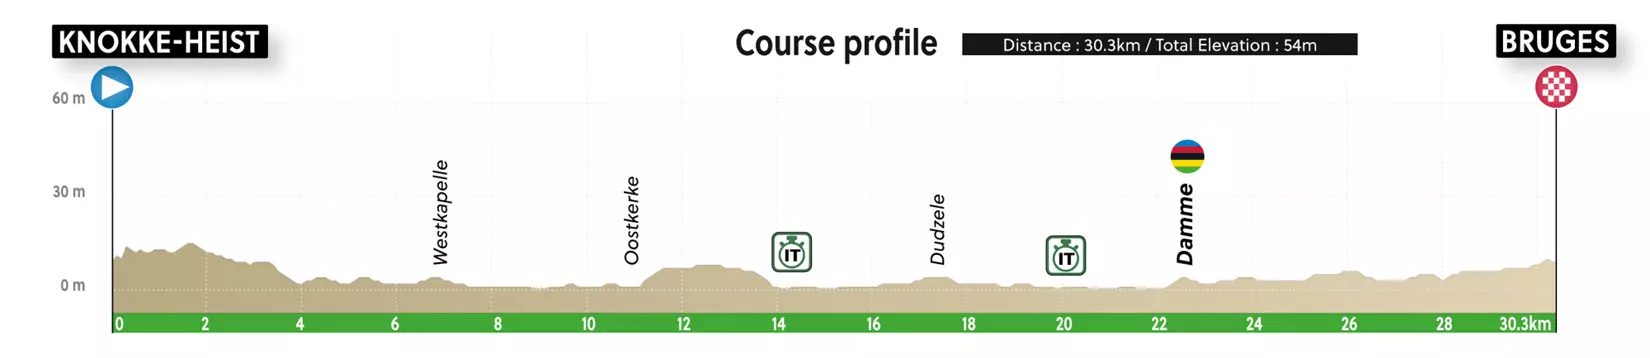 KNOKKE-HEIST
Course profile
Distance : 30.3km / Total Elevation : 54m
BRUGES
60 m
30 m
0 m
Westkapelle
Oostkerke
IT
Dudzele
IT
Damme
0 2 4 6 8 10 12 14 16 18 20 22 24 26 28 30.3km